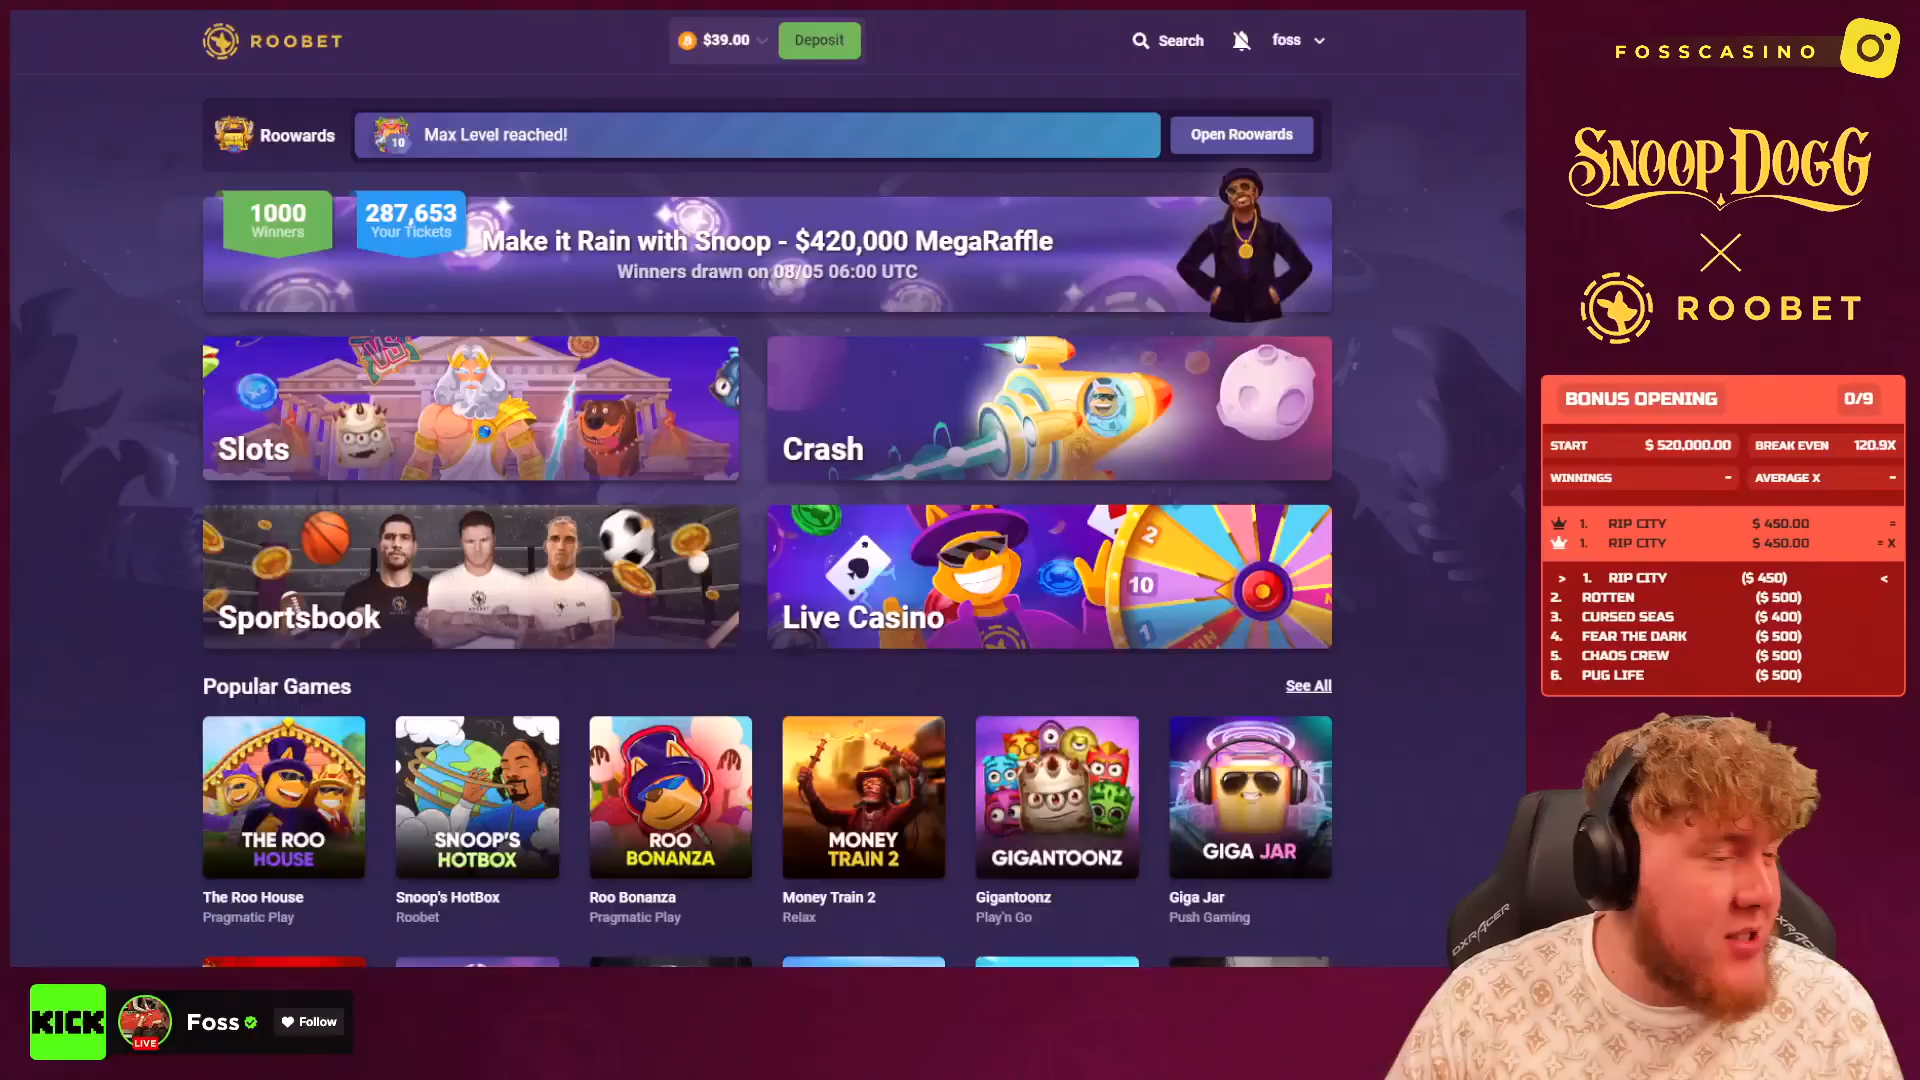 ROOBET
$39.00
Deposit
Search
foss
FOSSCASINO
Roowards
10
Max Level reached!
Open Roowards
1000
Winners
287,653
Your Tickets
Make it Rain with Snoop - $420,000 MegaRaffle
Winners drawn on 08/05 06:00 UTC
SNOOP DOGG
ROOBET
VS
Slots
Crash
Sportsbook
Live Casino
2
10
1
WIN
BONUS OPENING 0/9
START $ 520,000.00 BREAK EVEN 120.9X
WINNINGS - AVERAGE X -
1. RIP CITY $ 450.00 =
1. RIP CITY $ 450.00 = X
> 1. RIP CITY ($ 450) <
2. ROTTEN ($ 500)
3. CURSED SEAS ($ 400)
4. FEAR THE DARK ($ 500)
5. CHAOS CREW ($ 500)
6. PUG LIFE ($ 500)
Popular Games
See All
THE ROO
HOUSE
SNOOP'S
HOTBOX
ROO
BONANZA
MONEY
TRAIN 2
GIGANTOONZ
GIGA JAR
The Roo House
Pragmatic Play
Snoop's HotBox
Roobet
Roo Bonanza
Pragmatic Play
Money Train 2
Relax
Gigantoonz
Play'n Go
Giga Jar
Push Gaming
DXRACER
KICK
LIVE
Foss
Follow